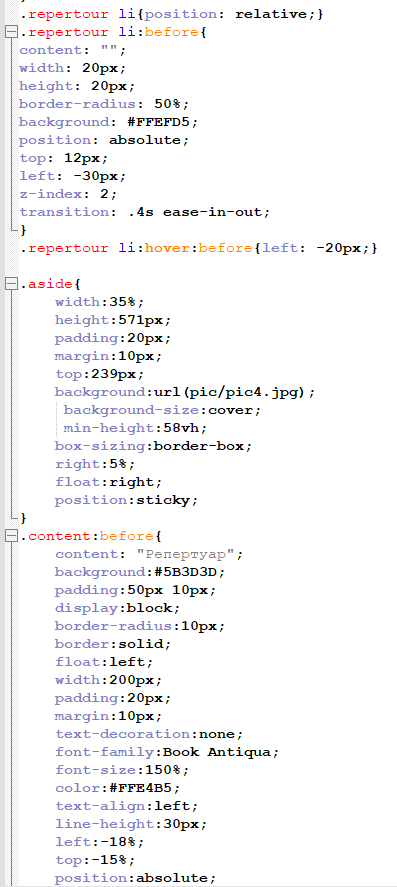 .repertour li{position: relative;}
.repertour li:before{
content: "";
width: 20px;
height: 20px;
border-radius: 50%;
background: #FFEFD5;
position: absolute;
top: 12px;
left: -30px;
z-index: 2;
transition: .4s ease-in-out;
}
.repertour li:hover:before{left: -20px;}
.aside{
width:35%;
height:571px;
padding:20px;
margin:10px;
top:239px;
background:url(pic/pic4.jpg);
background-size:cover;
min-height:58vh;
box-sizing:border-box;
right:5%;
float:right;
position:sticky;
}
.content:before{
content: "Репертуар";
background:#5B3D3D;
padding:50px 10px;
display:block;
border-radius:10px;
border:solid;
float:left;
width:200px;
padding:20px;
margin:10px;
text-decoration:none;
font-family:Book Antiqua;
font-size:150%;
color:#FFE4B5;
text-align:left;
line-height:30px;
left:-18%;
top:-15%;
position:absolute;